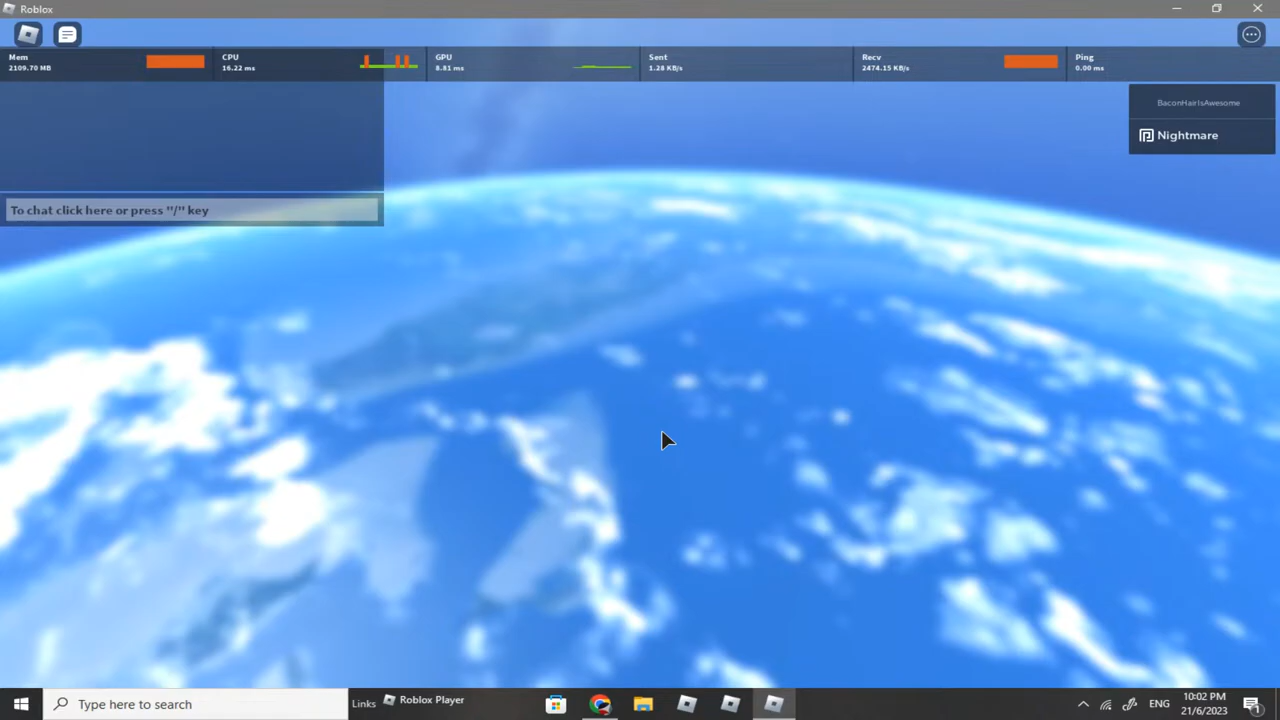 Roblox
Mem
2109.70 MB
CPU
16.22 ms
GPU
8.81 ms
Sent
1.28 KB/s
Recv
2474.15 KB/s
Ping
0.00 ms
BaconHairIsAwesome
Nightmare
To chat click here or press "/" key
Type here to search
Links
Roblox Player
ENG
10:02 PM
21/6/2023
1